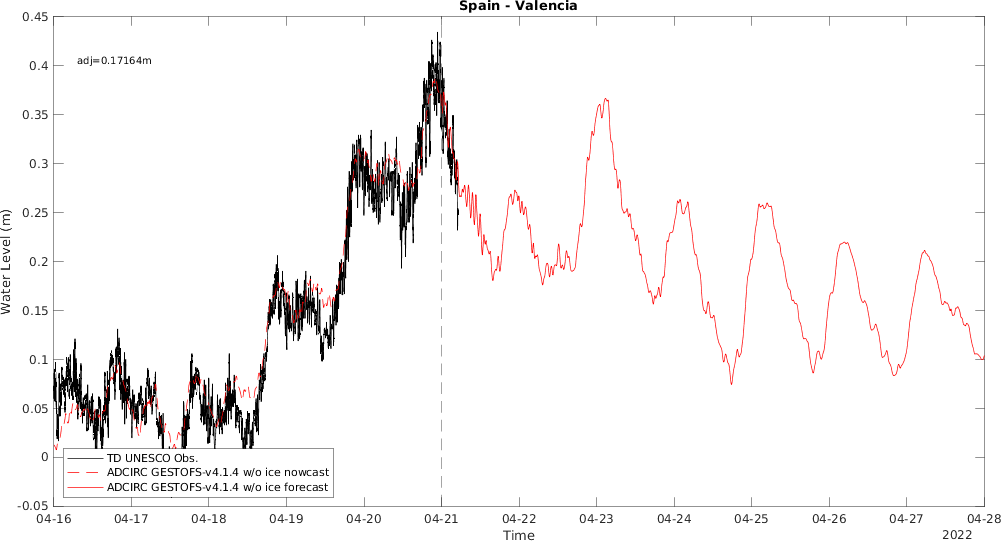 Spain - Valencia
0.45
0.4
0.35
0.3
0.25
0.2
0.15
0.1
0.05
0
-0.05
Water Level (m)
adj=0.17164m
TD UNESCO Obs.
ADCIRC GESTOFS-v4.1.4 w/o ice nowcast
ADCIRC GESTOFS-v4.1.4 w/o ice forecast
04-16 04-17 04-18 04-19 04-20 04-21 04-22 04-23 04-24 04-25 04-26 04-27 04-28
Time
2022